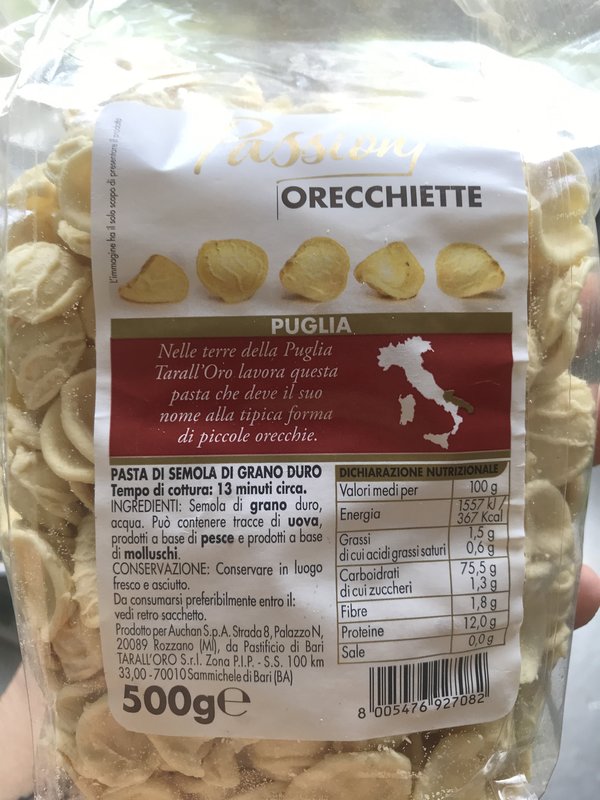 Passioni
ORECCHIETTE
L'immagine ha il solo scopo di presentare il prodotto
PUGLIA
Nelle terre della Puglia
Tarall'Oro lavora questa
pasta che deve il suo
nome alla tipica forma
di piccole orecchie.
PASTA DI SEMOLA DI GRANO DURO
Tempo di cottura: 13 minuti circa.
INGREDIENTI: Semola di grano duro,
acqua. Può contenere tracce di uova,
prodotti a base di pesce e prodotti a base
di molluschi.
CONSERVAZIONE: Conservare in luogo
fresco e asciutto.
Da consumarsi preferibilmente entro il:
vedi retro sacchetto.
Prodotto per Auchan S.p.A. Strada 8, Palazzo N,
20089 Rozzano (MI), da Pastificio di Bari
TARALL'ORO S.r.l. Zona P.I.P. - S.S. 100 km
33,00 - 70010 Sammichele di Bari (BA)
500g℮
DICHIARAZIONE NUTRIZIONALE
Valori medi per 100 g
Energia 1557 kJ /
367 Kcal
Grassi 1,5 g
di cui acidi grassi saturi 0,6 g
Carboidrati 75,5 g
di cui zuccheri 1,3 g
Fibre 1,8 g
Proteine 12,0 g
Sale 0,0 g
8 005476 927082